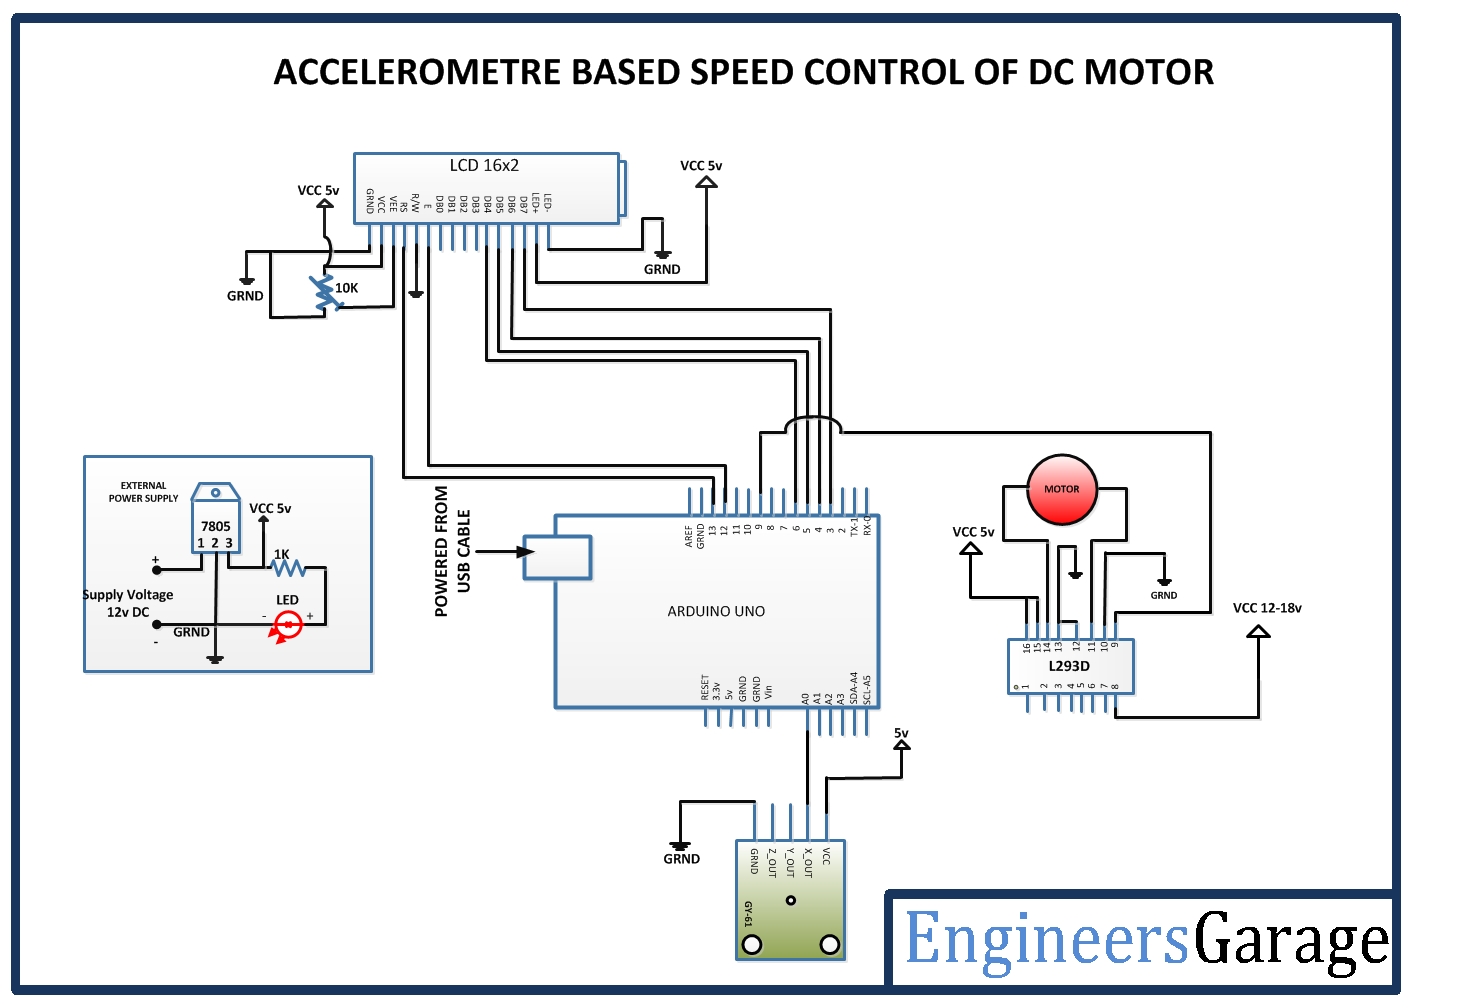 ACCELEROMETRE BASED SPEED CONTROL OF DC MOTOR
LCD 16x2
GRND
VCC
VEE
RS
R/W
E
DB0
DB1
DB2
DB3
DB4
DB5
DB6
DB7
LED+
LED-
VCC 5v
VCC 5v
GRND
GRND
10K
EXTERNAL
POWER SUPPLY
7805
1 2 3
VCC 5v
1K
+
Supply Voltage
12v DC
-
GRND
LED
-
+
POWERED FROM
USB CABLE
AREF
GRND
13
12
11
10
9
8
7
6
5
4
3
2
TX-1
RX-0
ARDUINO UNO
RESET
3.3v
5v
GRND
GRND
Vin
A0
A1
A2
A3
SDA-A4
SCL-A5
MOTOR
VCC 5v
GRND
VCC 12-18v
16
15
14
13
12
11
10
9
L293D
1
2
3
4
5
6
7
8
5v
GRND
GRND
Z_OUT
Y_OUT
X_OUT
VCC
GY-61
EngineersGarage